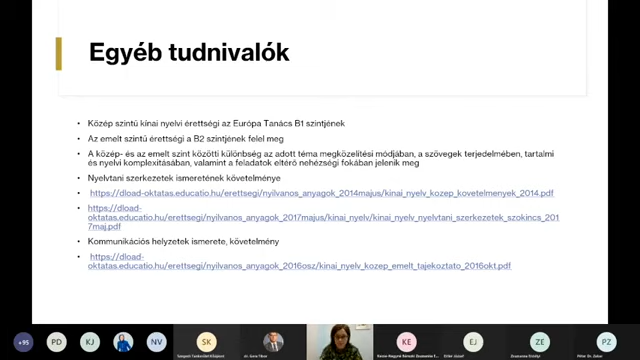 Egyéb tudnivalók
Közép szintű kínai nyelvi érettségi az Európa Tanács B1 szintjének
Az emelt szintű érettségi a B2 szintjének felel meg
A közép- és az emelt szint közötti különbség az adott téma megközelítési módjában, a szövegek terjedelmében, tartalmi
és nyelvi komplexitásában, valamint a feladatok eltérő nehézségi fokában jelenik meg
Nyelvtani szerkezetek ismeretének követelménye
https://dload-oktatas.educatio.hu/erettsegi/nyilvanos_anyagok_2014majus/kinai_nyelv_kozep_kovetelmenyek_2014.pdf
https://dload-
oktatas.educatio.hu/erettsegi/nyilvanos_anyagok_2017majus/kinai_nyelv/kinai_nyelv_nyelvtani_szerkezetek_szokincs_201
7maj.pdf
Kommunikációs helyzetek ismerete, követelmény
https://dload-
oktatas.educatio.hu/erettsegi/nyilvanos_anyagok_2016osz/kinai_nyelv_kozep_emelt_tajekoztato_2016okt.pdf
+95 PD KJ NV SK KE EJ ZE PZ